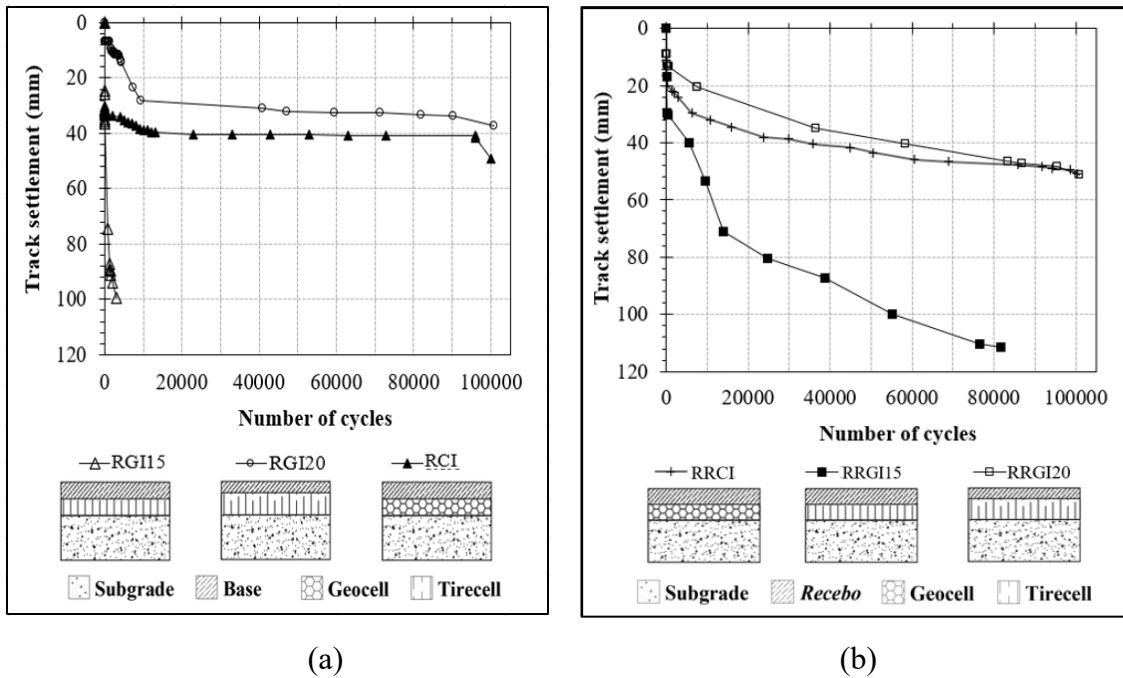 0
20
40
60
80
100
120
Track settlement (mm)
0 20000 40000 60000 80000 100000
Number of cycles
RGI15 RGI20 RCI
Subgrade Base Geocell Tirecell
(a)
0
20
40
60
80
100
120
Track settlement (mm)
0 20000 40000 60000 80000 100000
Number of cycles
RRCI RRGI15 RRGI20
Subgrade Recebo Geocell Tirecell
(b)